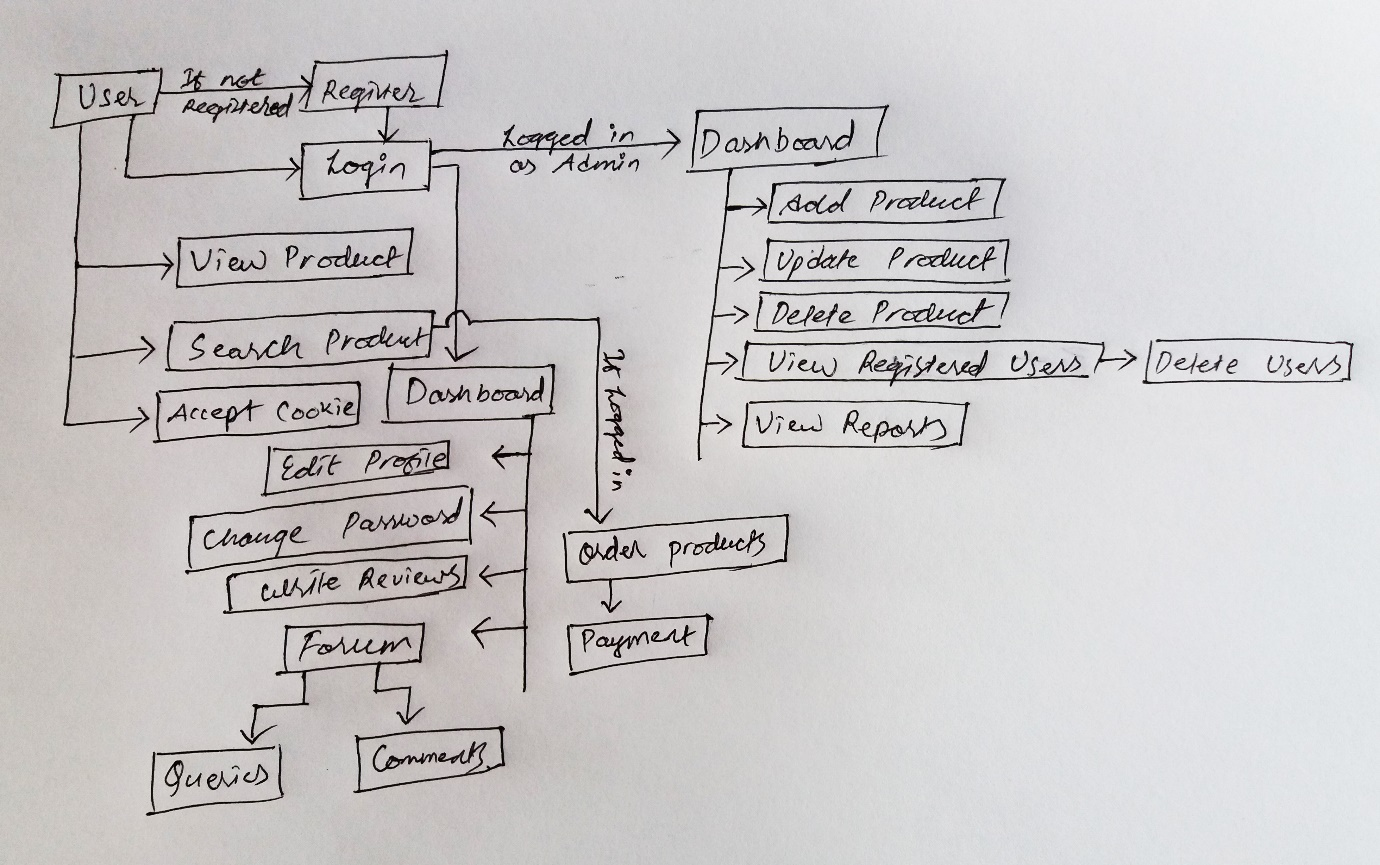 User
If not
Registered
Register
Login
Logged in
as Admin
Dashboard
Add Product
Update Product
Delete Product
View Registered Users
Delete Users
View Reports
View Product
Search Product
Accept Cookie
Dashboard
If Logged in
Edit Profile
Change Password
Write Reviews
Forum
Queries
Comments
Order products
Payment